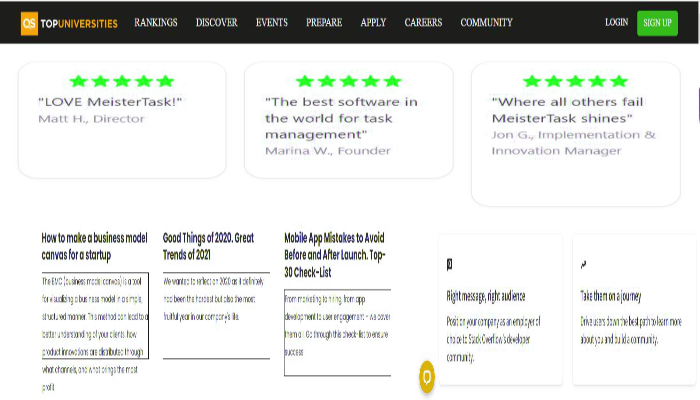 QS TOPUNIVERSITIES RANKINGS DISCOVER EVENTS PREPARE APPLY CAREERS COMMUNITY LOGIN SIGN UP
"LOVE MeisterTask!"
Matt H., Director
"The best software in
the world for task
management"
Marina W., Founder
"Where all others fail
MeisterTask shines"
Jon G., Implementation &
Innovation Manager
How to make a business model
canvas for a startup
The BMC (business model canvas) is a tool
for visualizing a business model in a simple,
structured manner. This method can lead to a
better understanding of your clients, how
product innovations are distributed through
what channels, and what brings the most
profit
Good Things of 2020. Great
Trends of 2021
We wanted to reflect on 2020 as it definitely
had been the hardest but also the most
fruitful year in our company's life.
Mobile App Mistakes to Avoid
Before and After Launch. Top-
30 Check-List
From marketing to hiring, from app
development to user engagement – we cover
them all. Go through this check-list to ensure
success
Right message, right audience
Position your company as an employer of
choice to Stack Overflow's developer
community.
Take them on a journey
Drive users down the best path to learn more
about you and build a community.